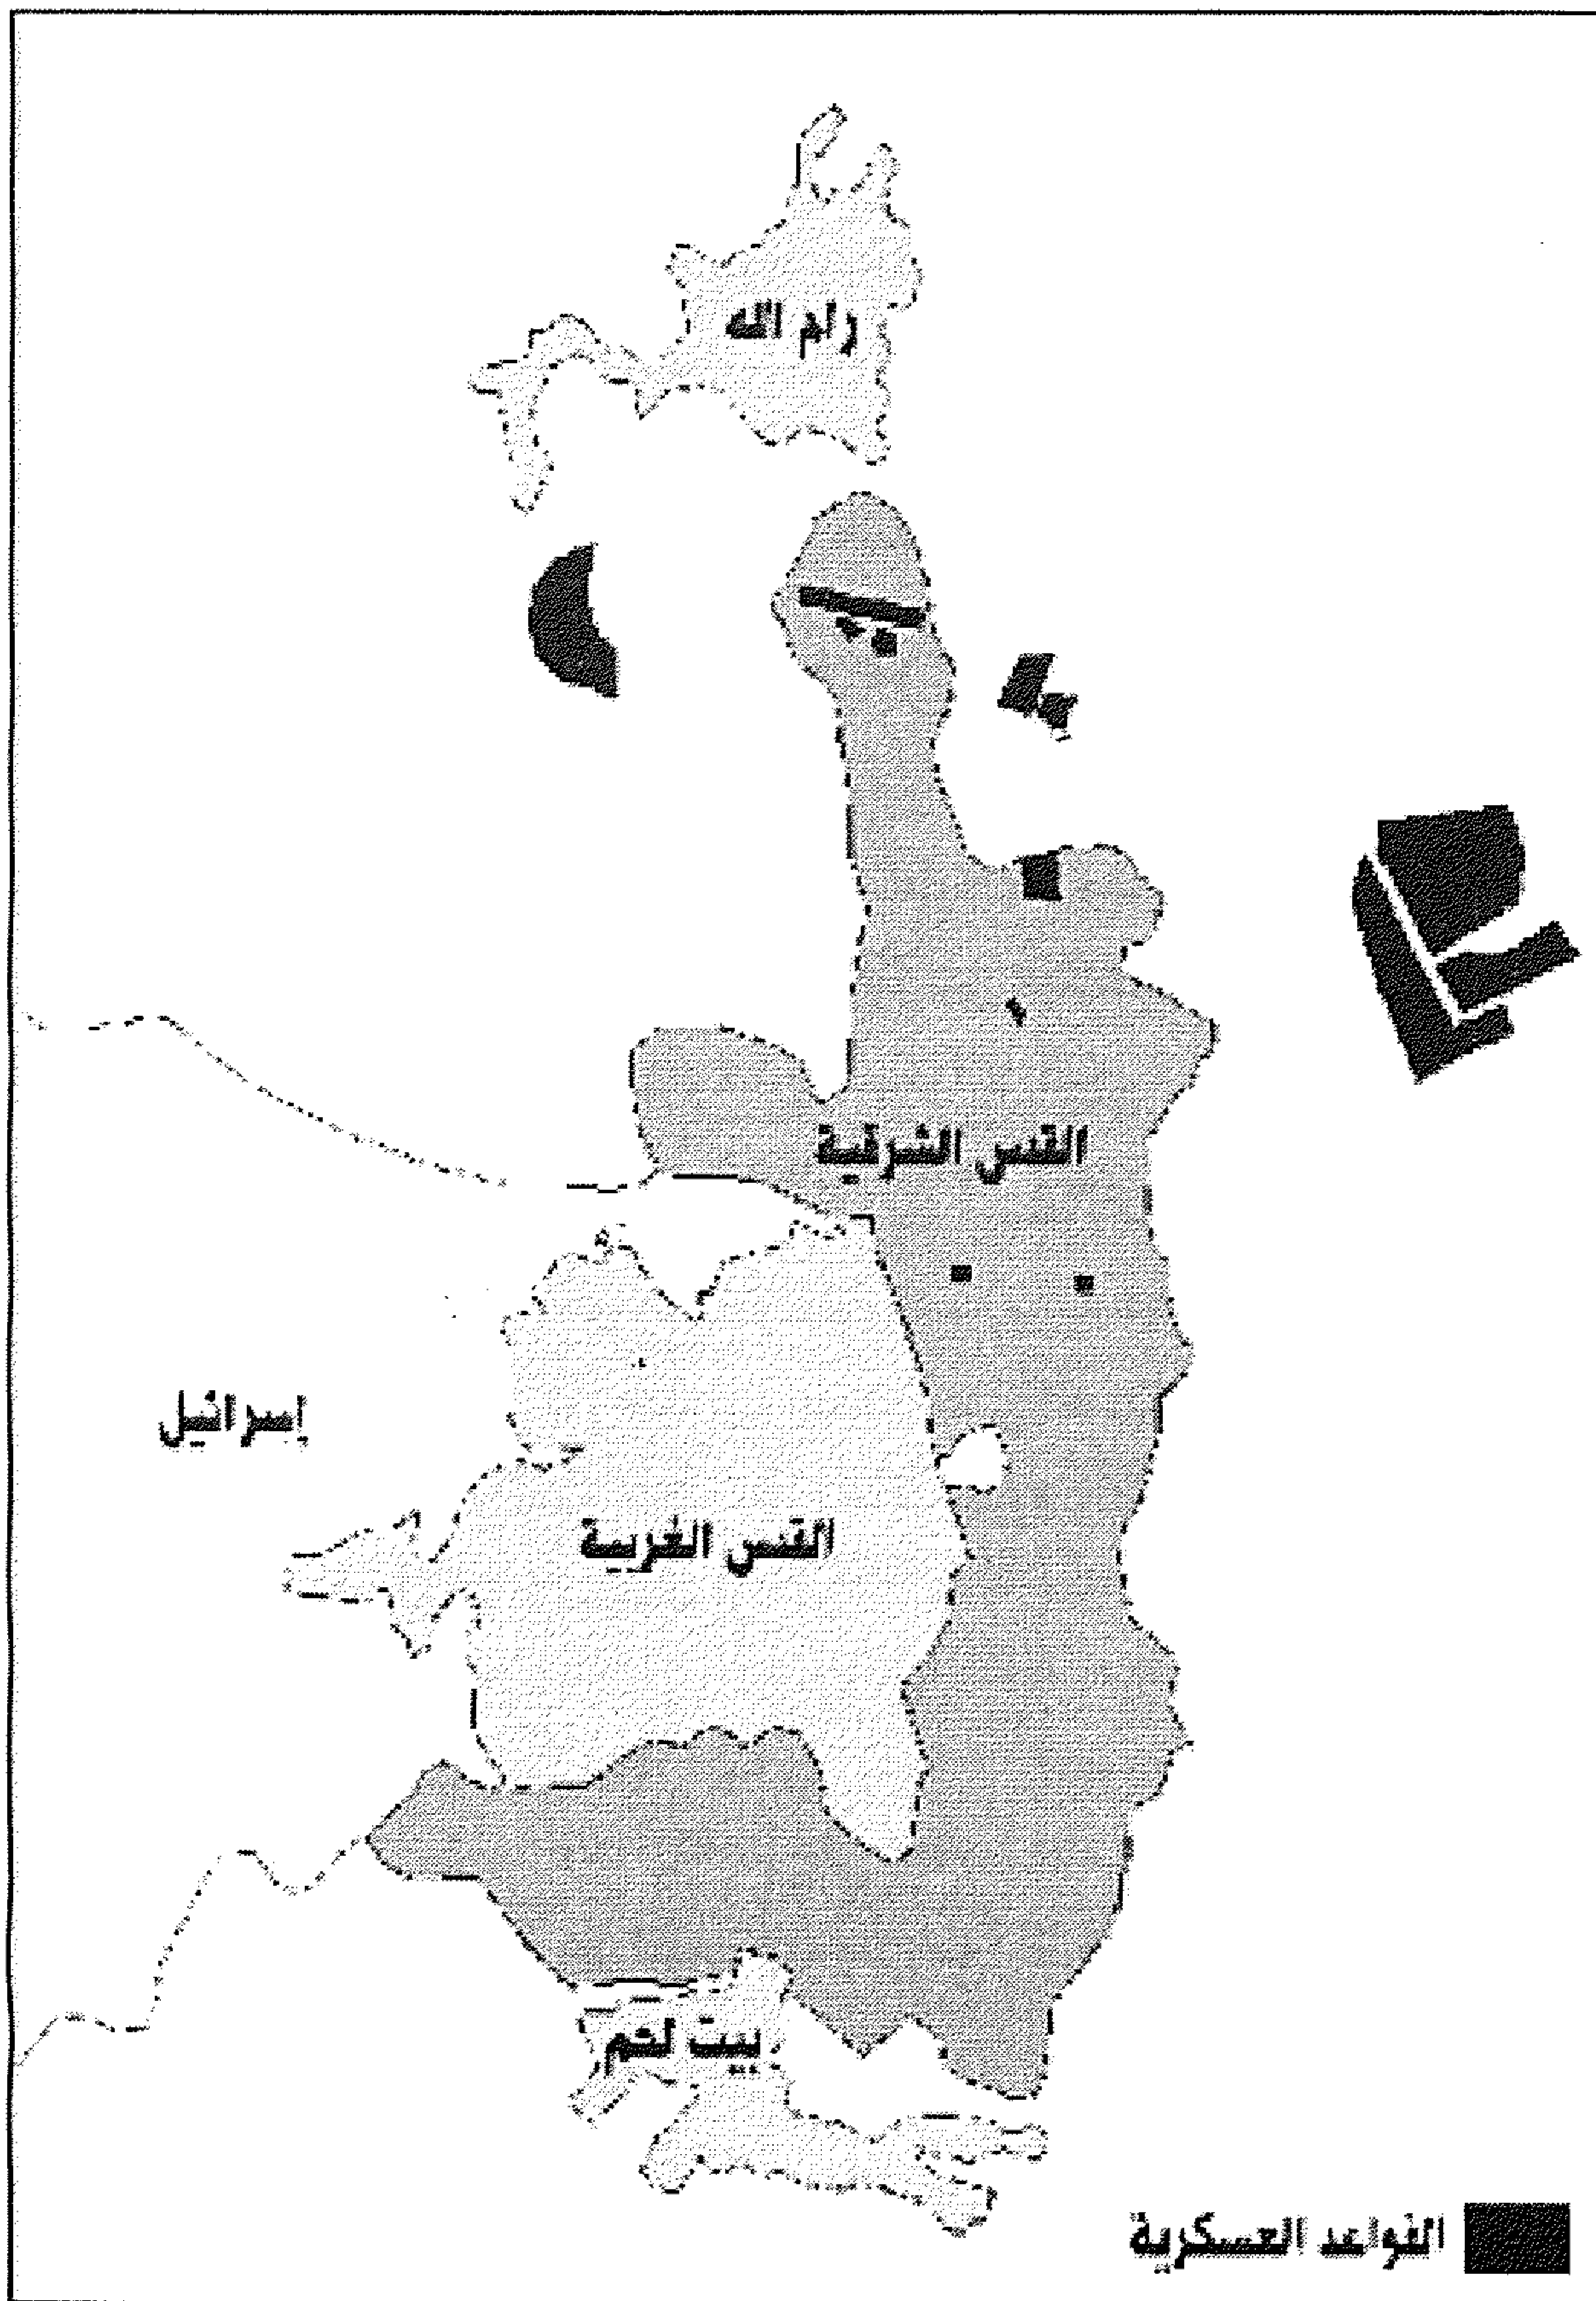 رام الله
القدس الشرقية
إسرائيل
القدس الغربية
بيت لحم
القواعد العسكرية